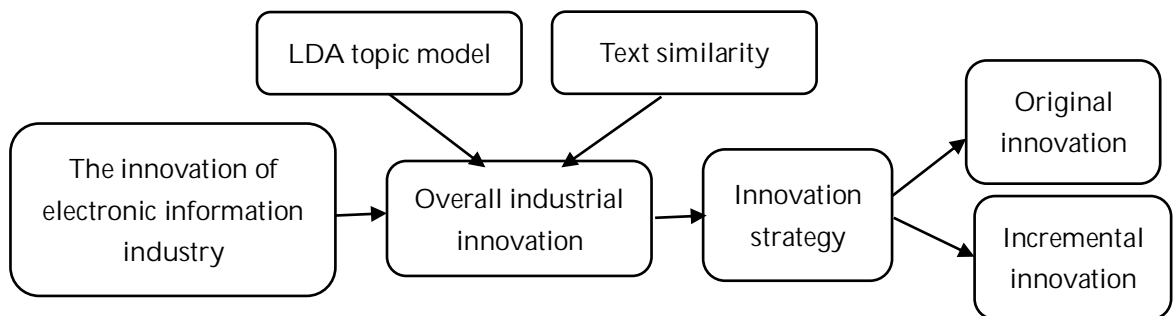 LDA topic model
Text similarity
The innovation of
electronic information
industry
Overall industrial
innovation
Innovation
strategy
Original
innovation
Incremental
innovation